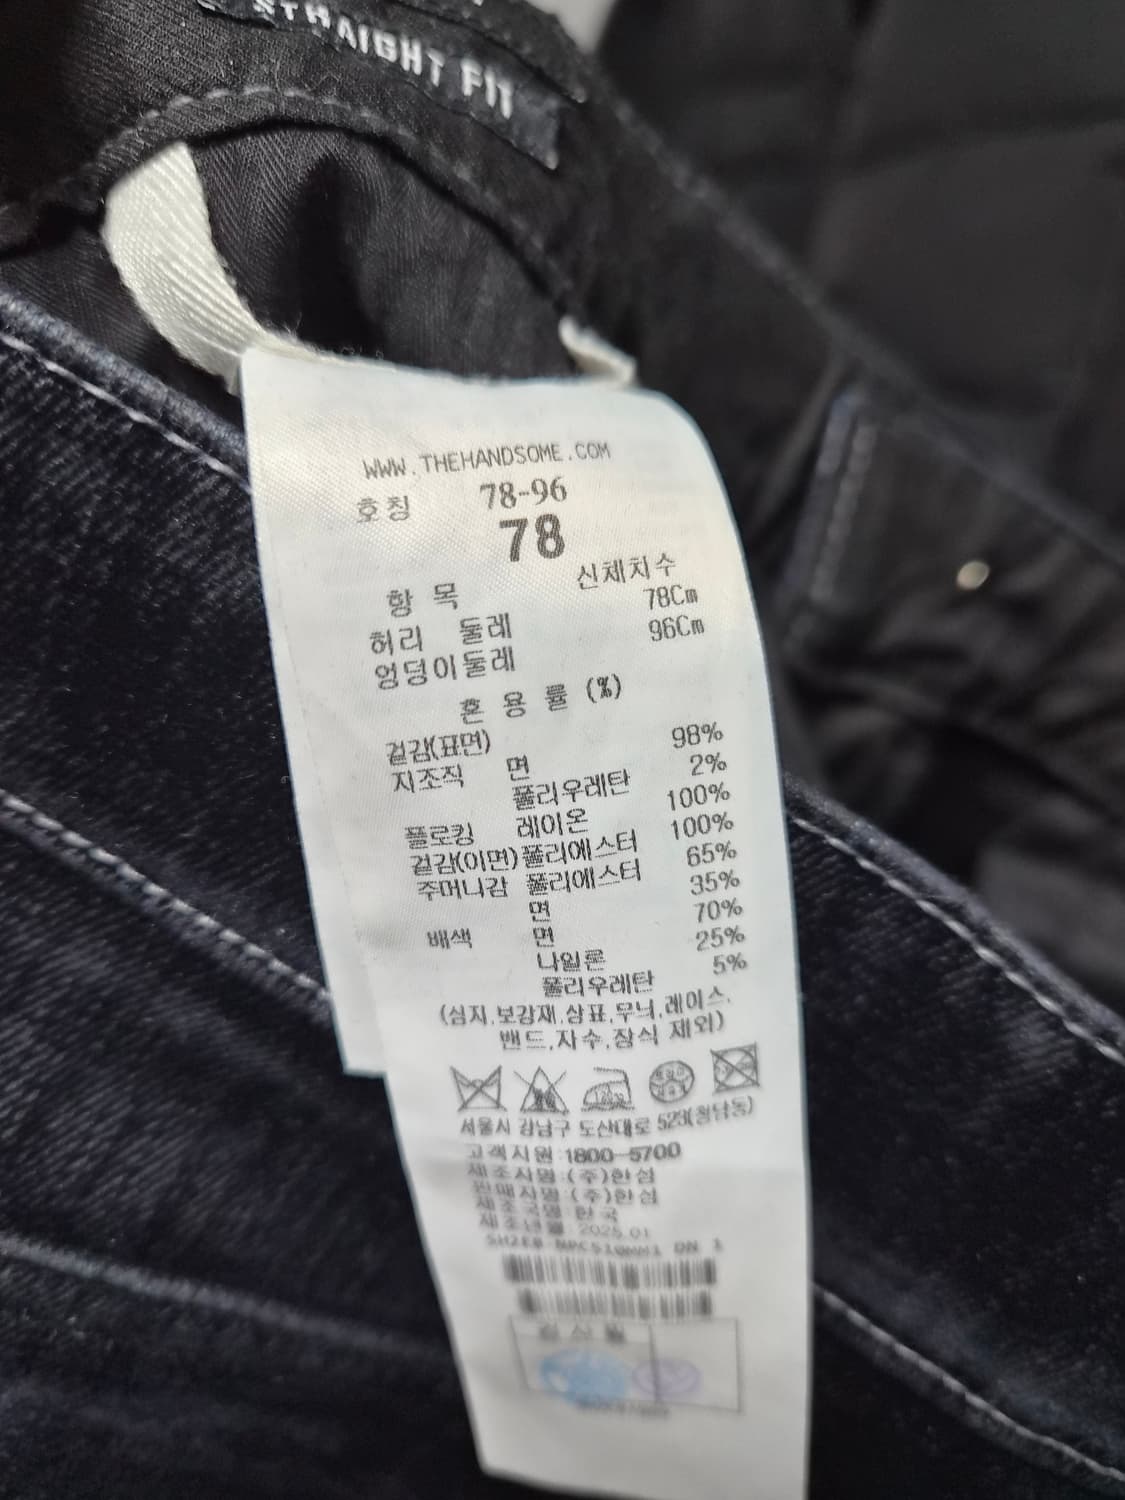 STRAIGHT FIT
WWW.THEHANDSOME.COM
호칭 78-96
78
항 목 신체치수
허리 둘레 78Cm
엉덩이둘레 96Cm
혼 용 률 (%)
겉감(표면)
지조직 면 98%
폴리우레탄 2%
플로킹 레이온 100%
겉감(이면) 폴리에스터 100%
주머니감 폴리에스터 65%
면 35%
배색 면 70%
나일론 25%
폴리우레탄 5%
(심지,보강재,상표,무늬,레이스,
밴드,자수,장식 제외)
서울시 강남구 도산대로 523(청담동)
고객지원:1800-5700
제조자명:(주)한섬
판매자명:(주)한섬
제조국명:한국
제조년월:2025.01